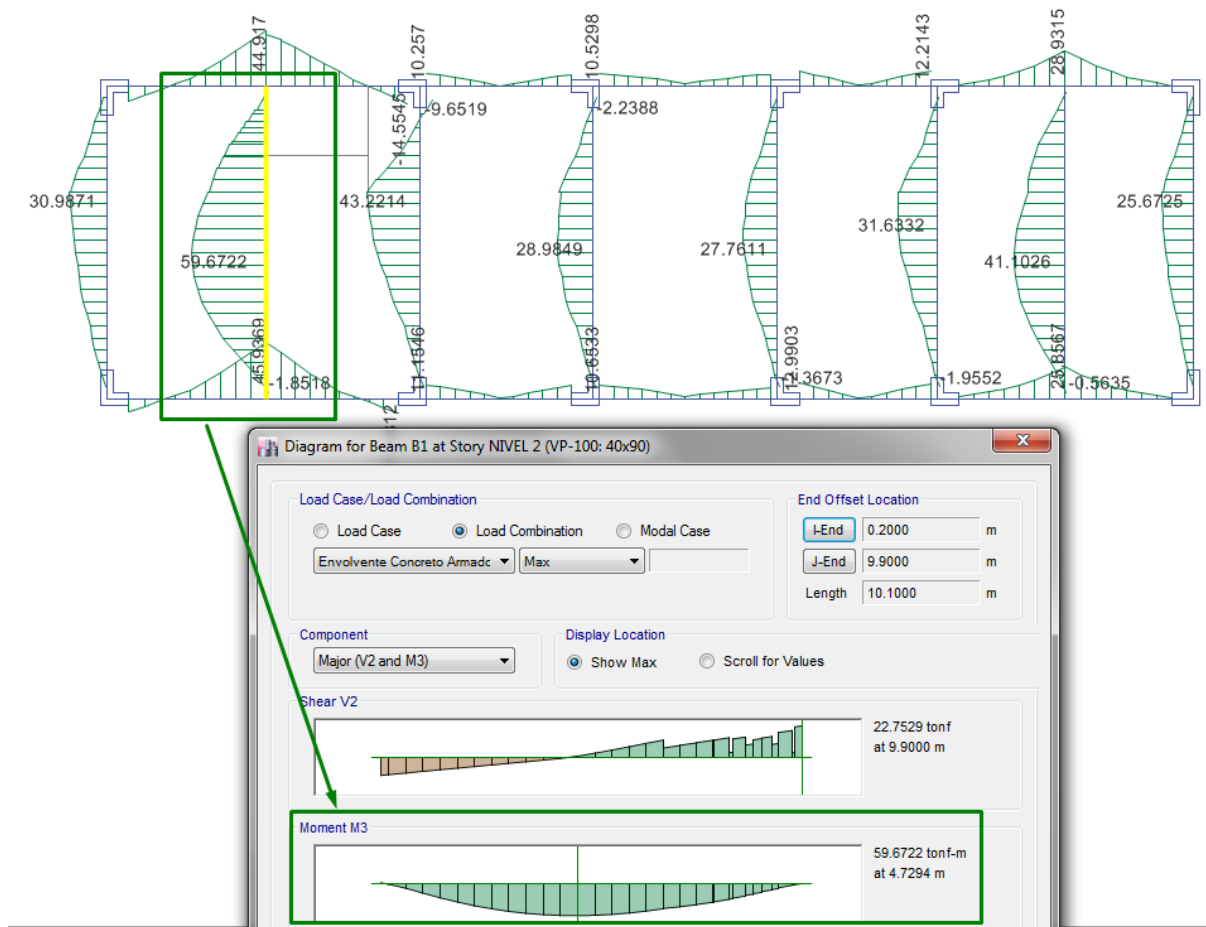 44.917
10.257
10.5298
12.2143
28.9315
-14.5545
-9.6519
-2.2388
30.9871
43.2214
25.6725
31.6332
28.9849
27.7611
59.6722
41.1026
45.9369
-1.8518
11.1546
10.6533
12.9903
-1.9552
-0.5635
Diagram for Beam B1 at Story NIVEL 2 (VP-100: 40x90)
Load Case/Load Combination
Load Case Load Combination Modal Case
Envolvente Concreto Armadc Max
End Offset Location
I-End 0.2000 m
J-End 9.9000 m
Length 10.1000 m
Component
Major (V2 and M3)
Display Location
Show Max Scroll for Values
Shear V2
22.7529 tonf
at 9.9000 m
Moment M3
59.6722 tonf-m
at 4.7294 m